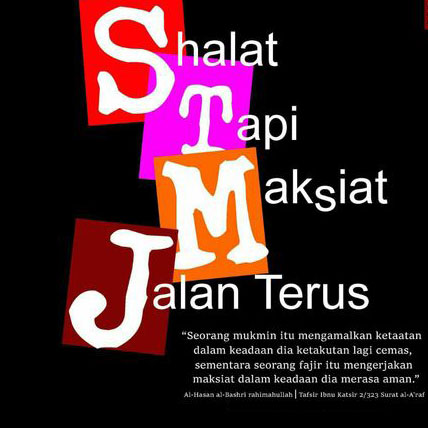 Shalat
Tapi
Maksiat
Jalan Terus
“Seorang mukmin itu mengamalkan ketaatan
dalam keadaan dia ketakutan lagi cemas,
sementara seorang fajir itu mengerjakan
maksiat dalam keadaan dia merasa aman.”
Al-Hasan al-Bashri rahimahullah | Tafsir Ibnu Katsir 2/323 Surat al-A'raf